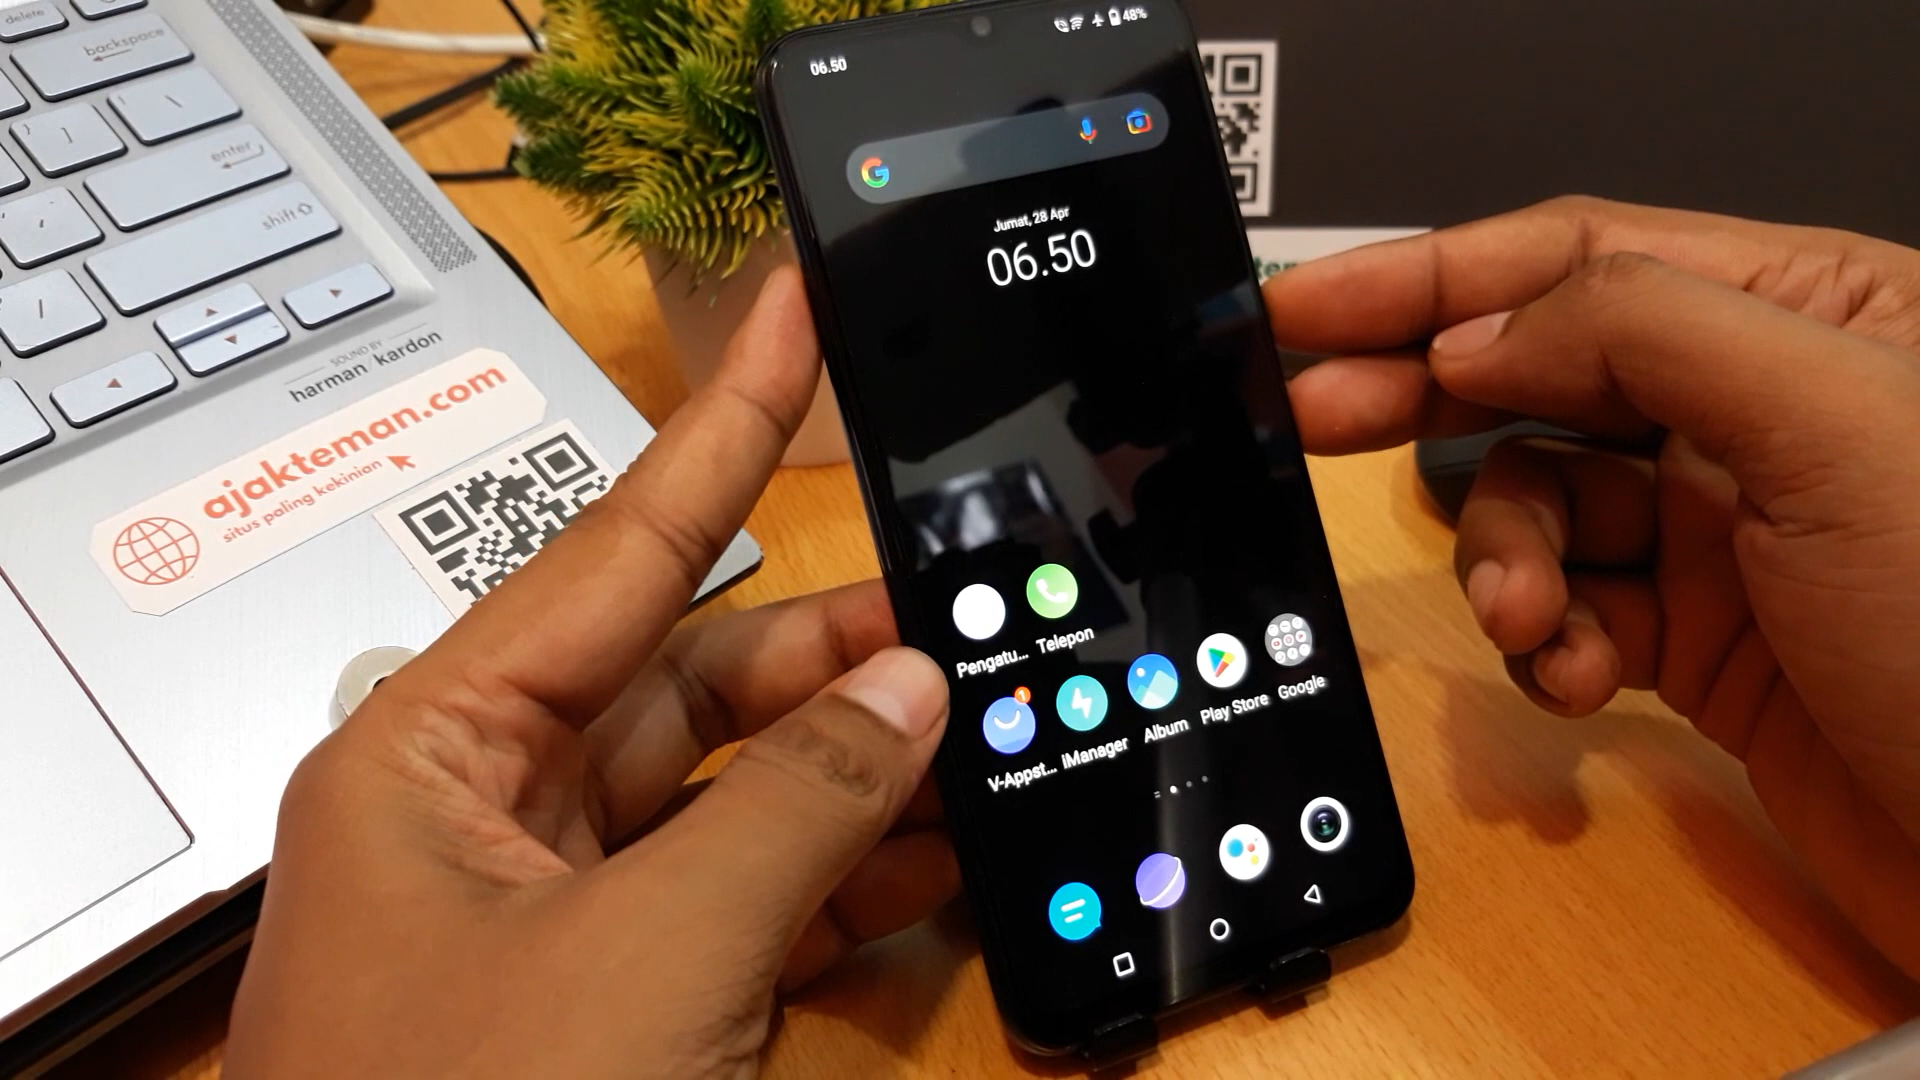 delete
backspace
enter
shift
SOUND BY
harman/kardon
ajakteman.com
situs paling kekinian
06.50
48%
Jumat, 28 Apr
06.50
Pengatu...
Telepon
1
V-Appst...
iManager
Album
Play Store
Google